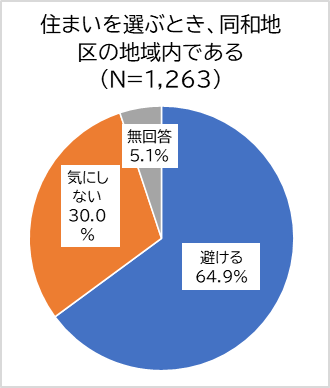 住まいを選ぶとき、同和地
区の地域内である
（N=1,263）
無回答
5.1%
気にし
ない
30.0
%
避ける
64.9%